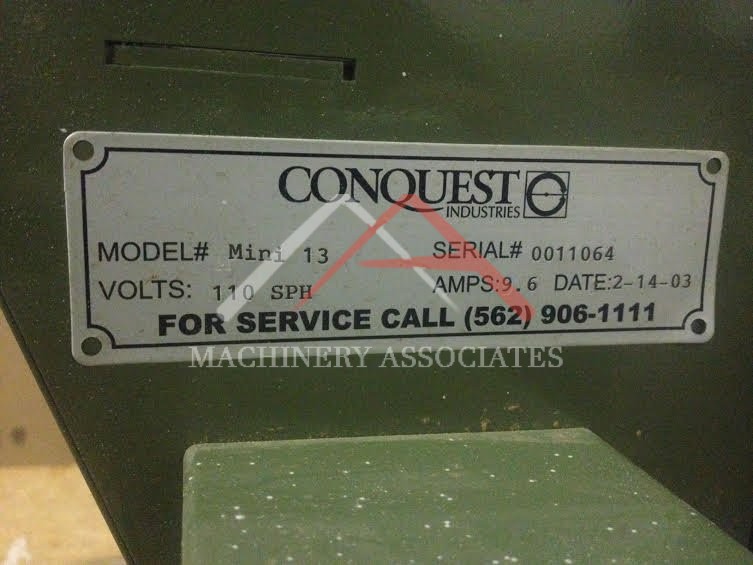 CONQUEST
INDUSTRIES
MODEL# Mini 13 SERIAL# 0011064
VOLTS: 110 SPH AMPS:9.6 DATE:2-14-03
FOR SERVICE CALL (562) 906-1111
MACHINERY ASSOCIATES